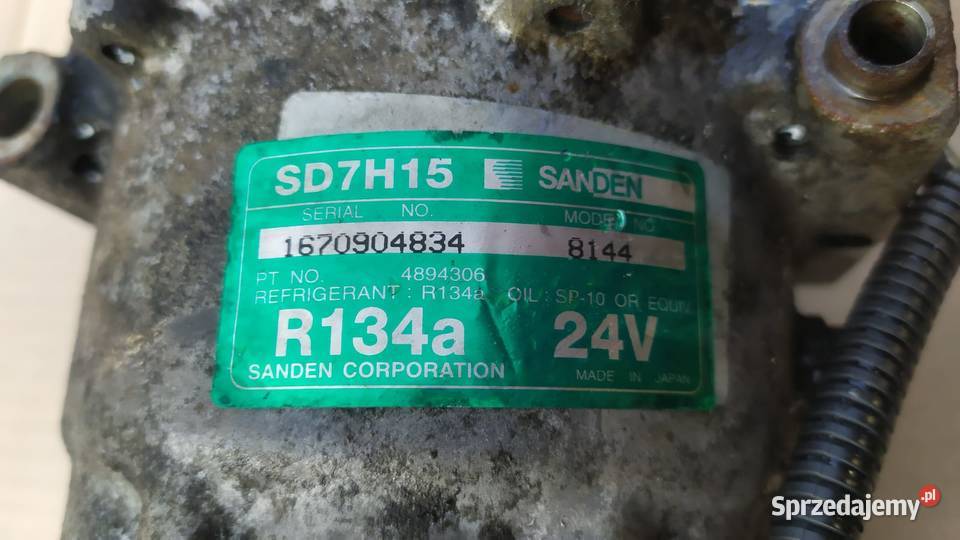 SD7H15 SANDEN
SERIAL NO. MODEL NO.
1670904834 8144
PT NO. 4894306
REFRIGERANT : R134a OIL : SP-10 OR EQUIV.
R134a 24V
SANDEN CORPORATION MADE IN JAPAN
Sprzedajemy.pl